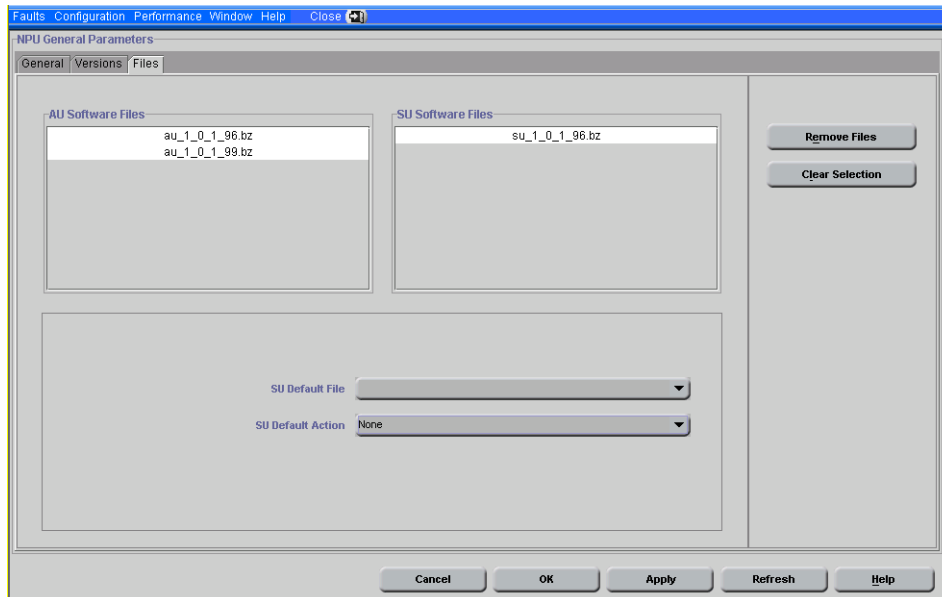 Faults Configuration Performance Window Help Close
NPU General Parameters
General Versions Files
AU Software Files
au_1_0_1_96.bz
au_1_0_1_99.bz
SU Software Files
su_1_0_1_96.bz
Remove Files
Clear Selection
SU Default File
SU Default Action None
Cancel OK Apply Refresh Help